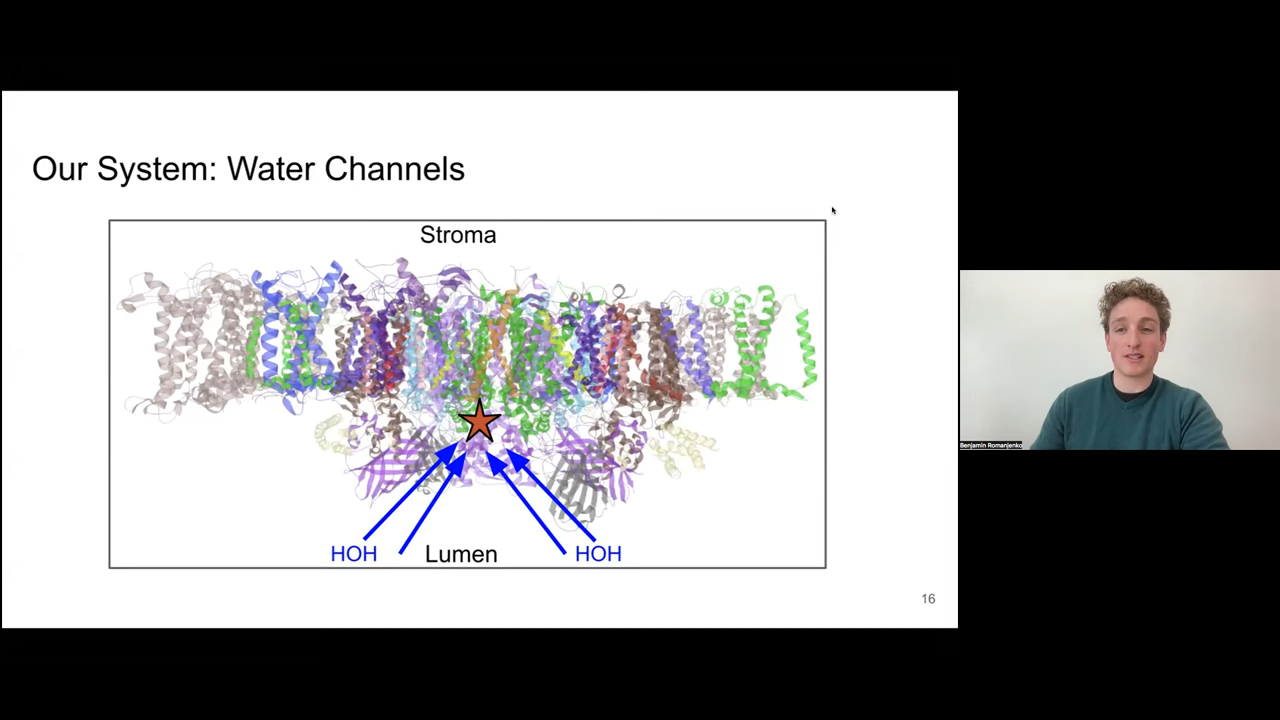 Our System: Water Channels
Stroma
HOH
Lumen
HOH
16
Benjamin Romanjenko